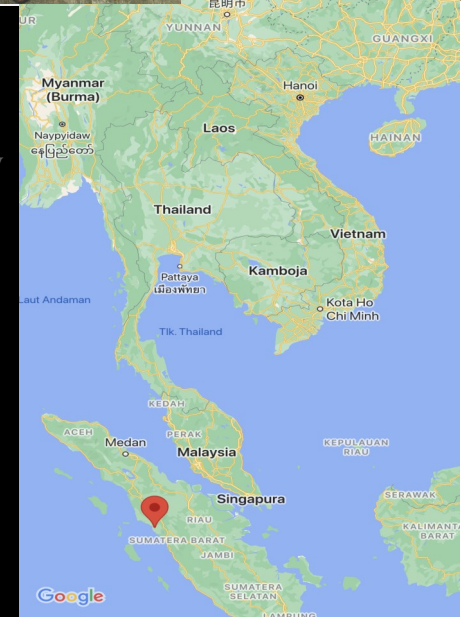 昆明市
YUNNAN
GUANGXI
Myanmar
(Burma)
Hanoi
Naypyidaw
နေပြည်တော်
Laos
HAINAN
Thailand
Vietnam
Pattaya
เมืองพัทยา
Kamboja
Laut Andaman
Kota Ho
Chi Minh
Tlk. Thailand
KEDAH
ACEH
Medan
PERAK
Malaysia
KEPULAUAN
RIAU
Singapura
SERAWAK
RIAU
KALIMANTA
BARAT
SUMATERA BARAT
JAMBI
SUMATERA
SELATAN
Google
LAMPUNG